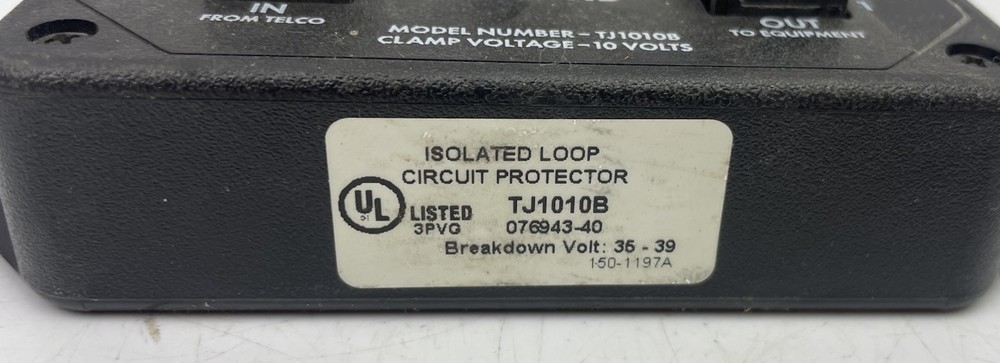 IN
FROM TELCO
MODEL NUMBER – TJ1010B
CLAMP VOLTAGE – 10 VOLTS
OUT
TO EQUIPMENT
1
ISOLATED LOOP
CIRCUIT PROTECTOR
UL
LISTED
3PVG
TJ1010B
076943-40
Breakdown Volt: 35 - 39
150-1197A